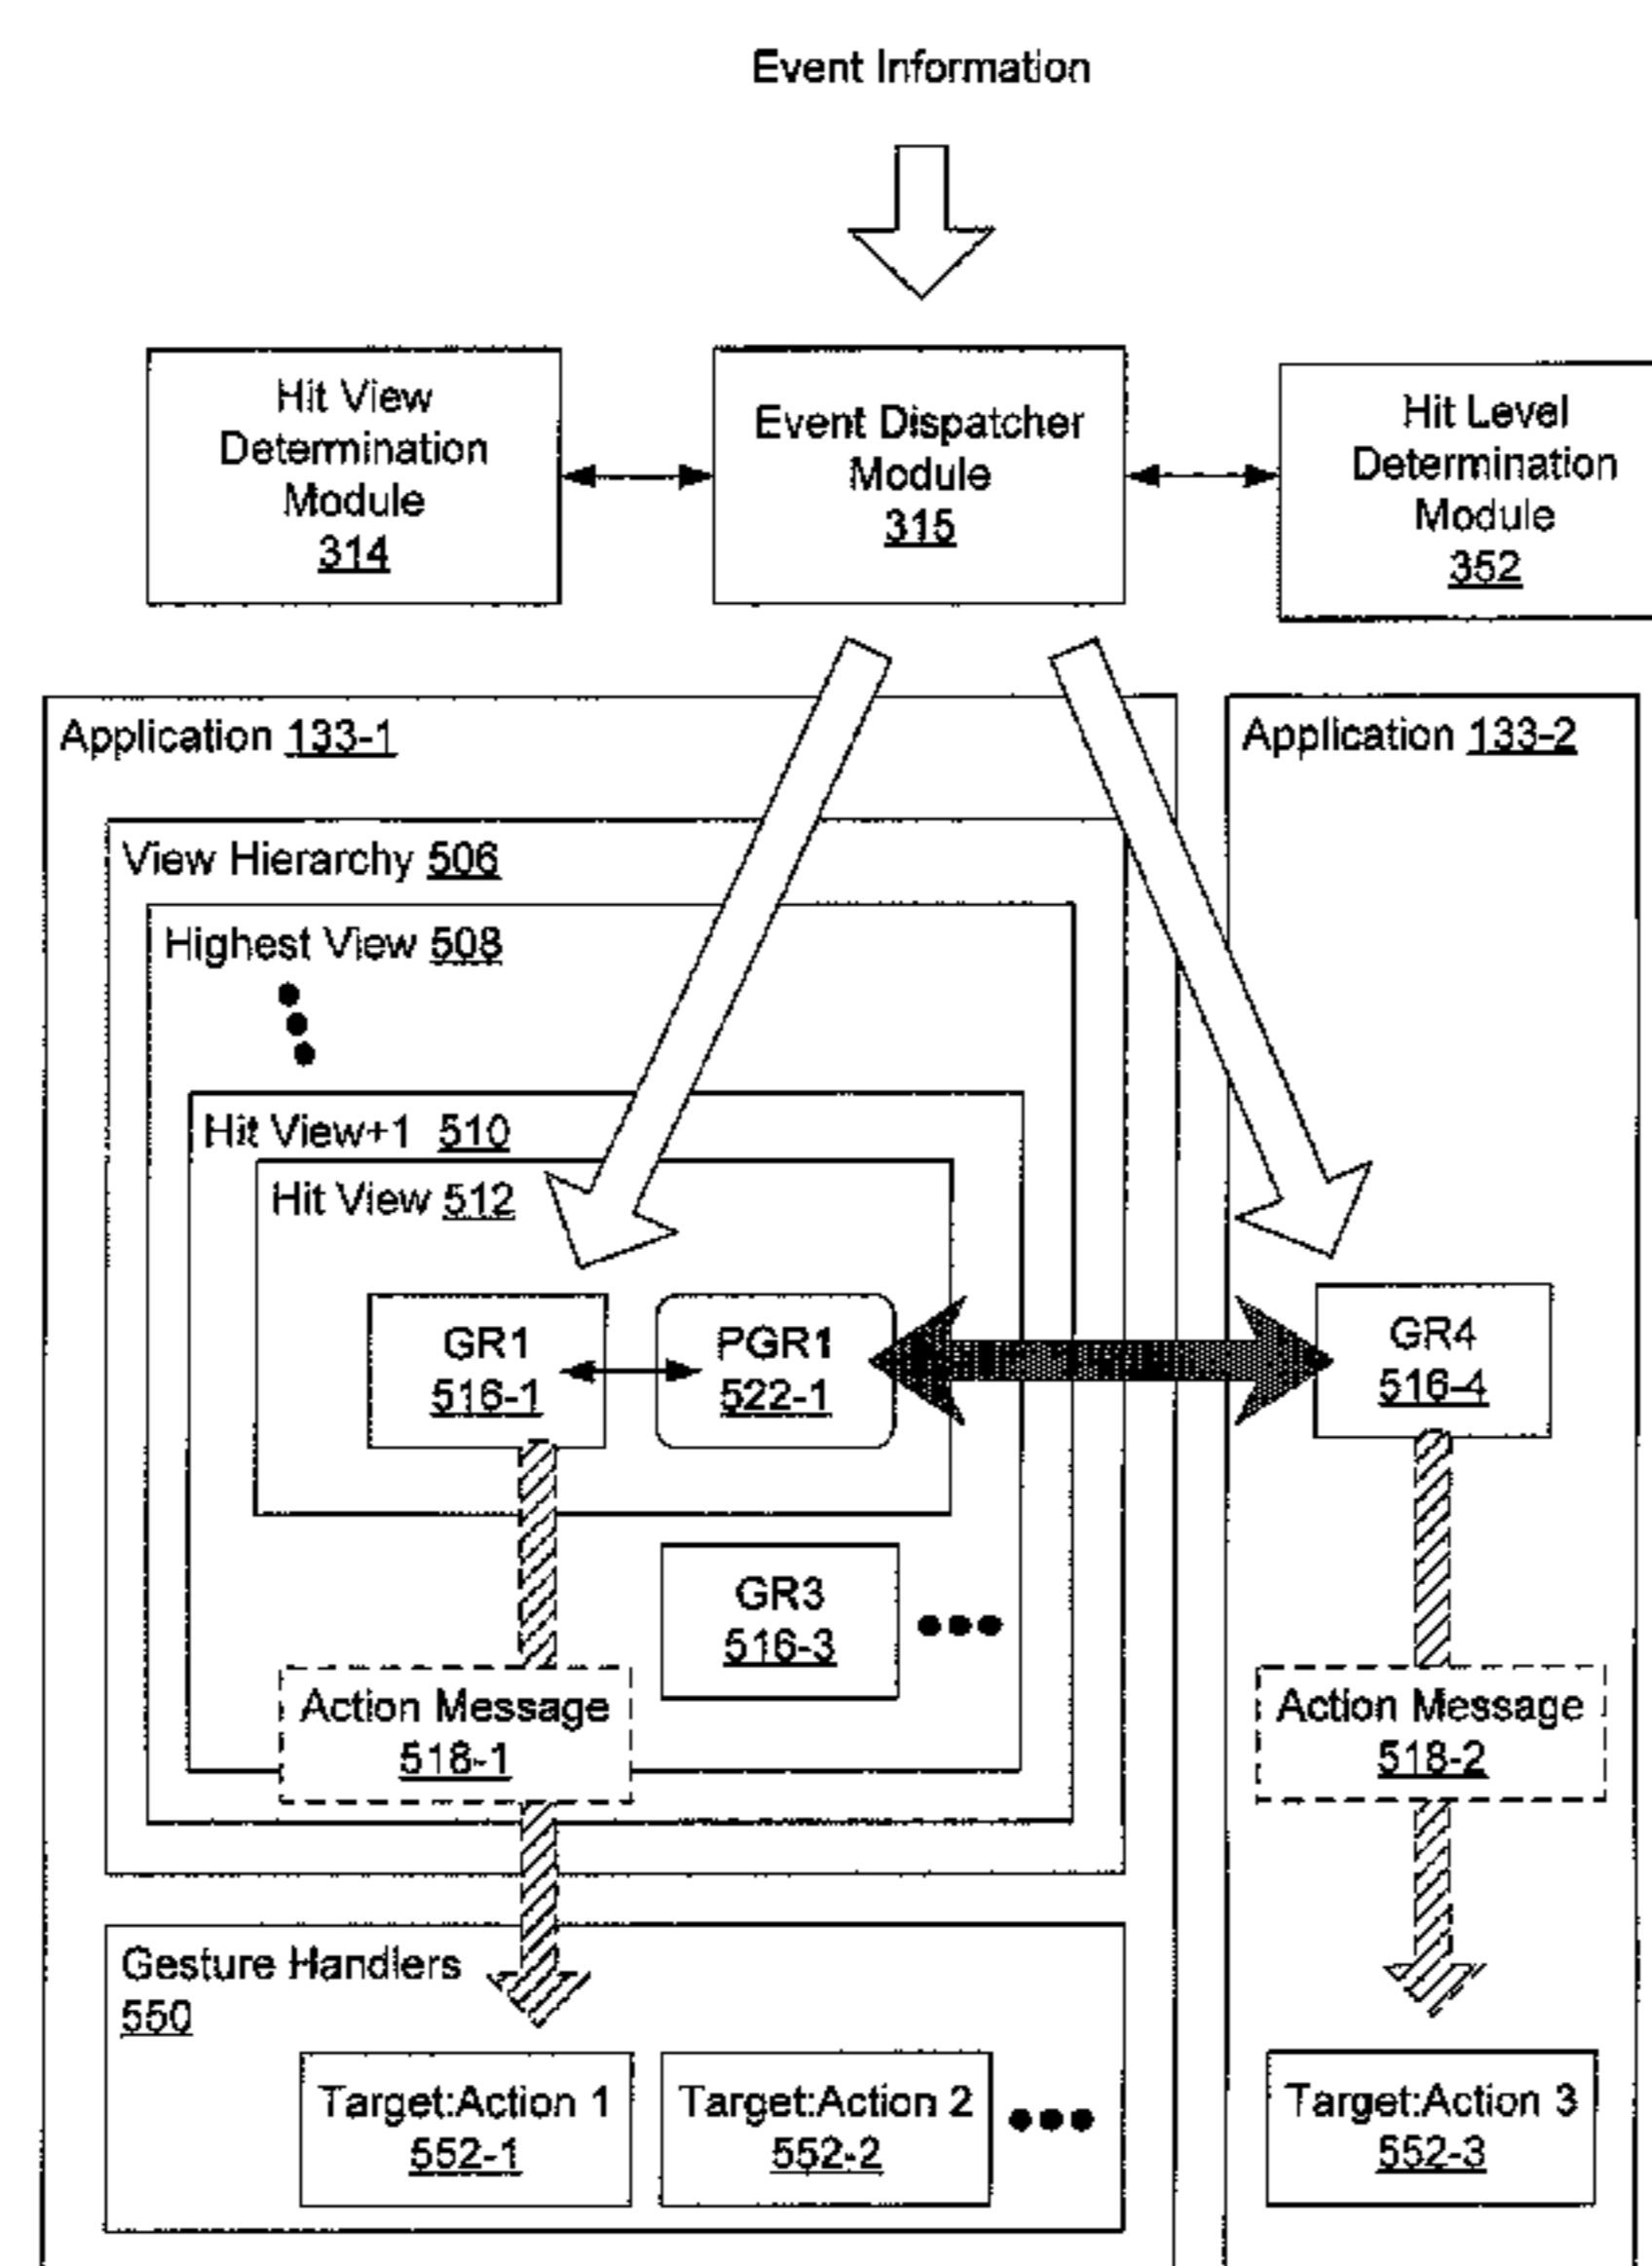 Event Information
Hit View
Determination
Module
314
Event Dispatcher
Module
315
Hit Level
Determination
Module
352
Application 133-1
Application 133-2
View Hierarchy 506
Highest View 508
Hit View+1 510
Hit View 512
GR1
516-1
PGR1
522-1
GR4
516-4
GR3
516-3
Action Message
518-1
Action Message
518-2
Gesture Handlers
550
Target:Action 1
552-1
Target:Action 2
552-2
Target:Action 3
552-3